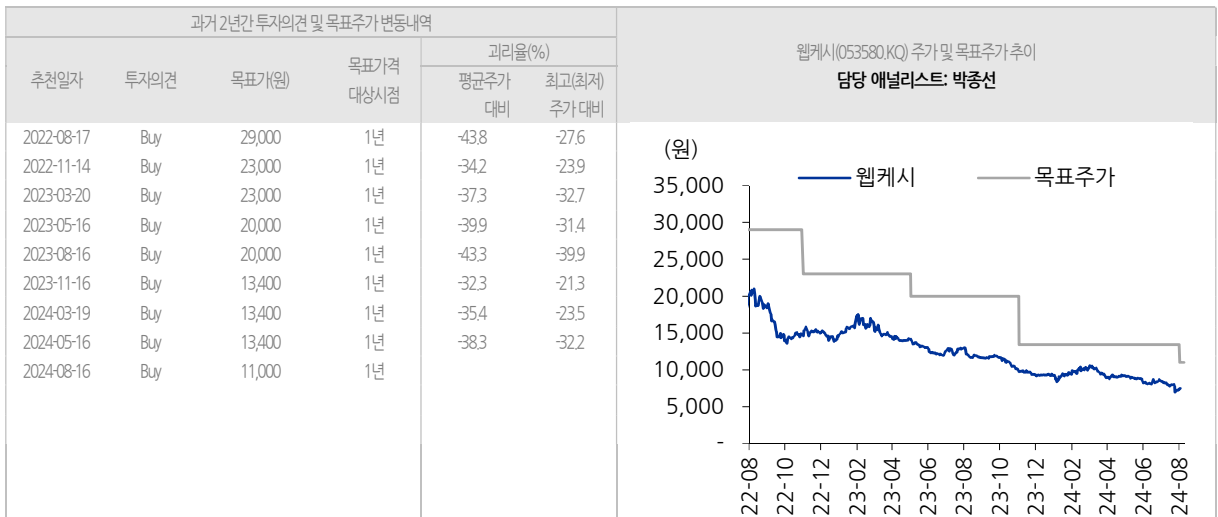 과거 2년간 투자의견 및 목표주가 변동내역
추천일자 투자의견 목표가(원) 목표가격 대상시점 괴리율(%)
평균주가 대비 최고(최저) 주가 대비
2022-08-17 Buy 29,000 1년 -43.8 -27.6
2022-11-14 Buy 23,000 1년 -34.2 -23.9
2023-03-20 Buy 23,000 1년 -37.3 -32.7
2023-05-16 Buy 20,000 1년 -39.9 -31.4
2023-08-16 Buy 20,000 1년 -43.3 -39.9
2023-11-16 Buy 13,400 1년 -32.3 -21.3
2024-03-19 Buy 13,400 1년 -35.4 -23.5
2024-05-16 Buy 13,400 1년 -38.3 -32.2
2024-08-16 Buy 11,000 1년
웹케시(053580.KQ) 주가 및 목표주가 추이
담당 애널리스트: 박종선
(원)
웹케시 목표주가
35,000
30,000
25,000
20,000
15,000
10,000
5,000
-
22-08 22-10 22-12 23-02 23-04 23-06 23-08 23-10 23-12 24-02 24-04 24-06 24-08